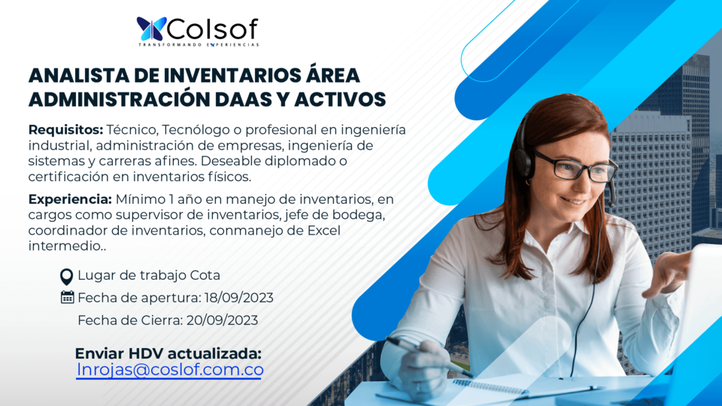 Colsof
TRANSFORMANDO EXPERIENCIAS
ANALISTA DE INVENTARIOS ÁREA
ADMINISTRACIÓN DAAS Y ACTIVOS
Requisitos: Técnico, Tecnólogo o profesional en ingeniería
industrial, administración de empresas, ingeniería de
sistemas y carreras afines. Deseable diplomado o
certificación en inventarios físicos.
Experiencia: Mínimo 1 año en manejo de inventarios, en
cargos como supervisor de inventarios, jefe de bodega,
coordinador de inventarios, conmanejo de Excel
intermedio..
Lugar de trabajo Cota
Fecha de apertura: 18/09/2023
Fecha de Cierra: 20/09/2023
Enviar HDV actualizada:
lnrojas@coslof.com.co